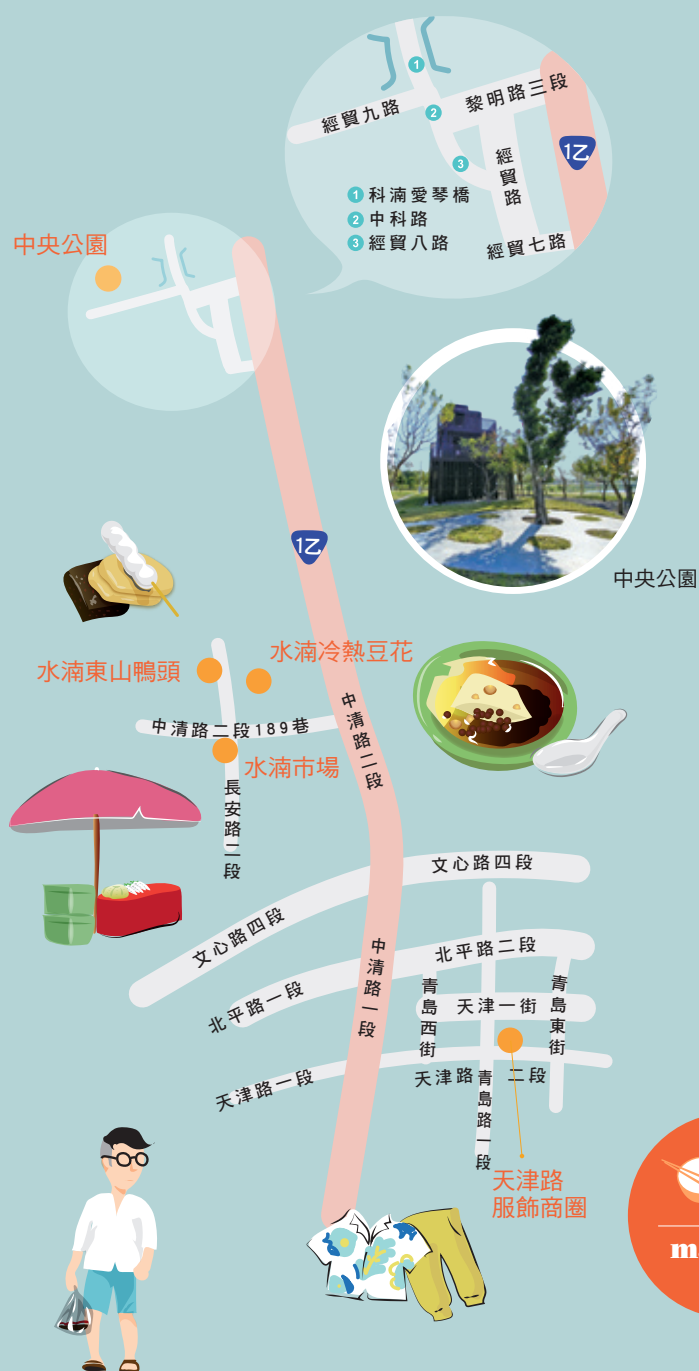 經貿九路
1
2
3
黎明路三段
經貿路
1乙
經貿七路
1 科湳愛琴橋
2 中科路
3 經貿八路
中央公園
1乙
中央公園
水湳東山鴨頭
水湳冷熱豆花
中清路二段189巷
水湳市場
中清路二段
長安路二段
文心路四段
文心路四段
中清路一段
北平路二段
北平路一段
青島西街
天津一街
青島東街
天津路一段
天津路二段
青島路一段
天津路
服飾商圈